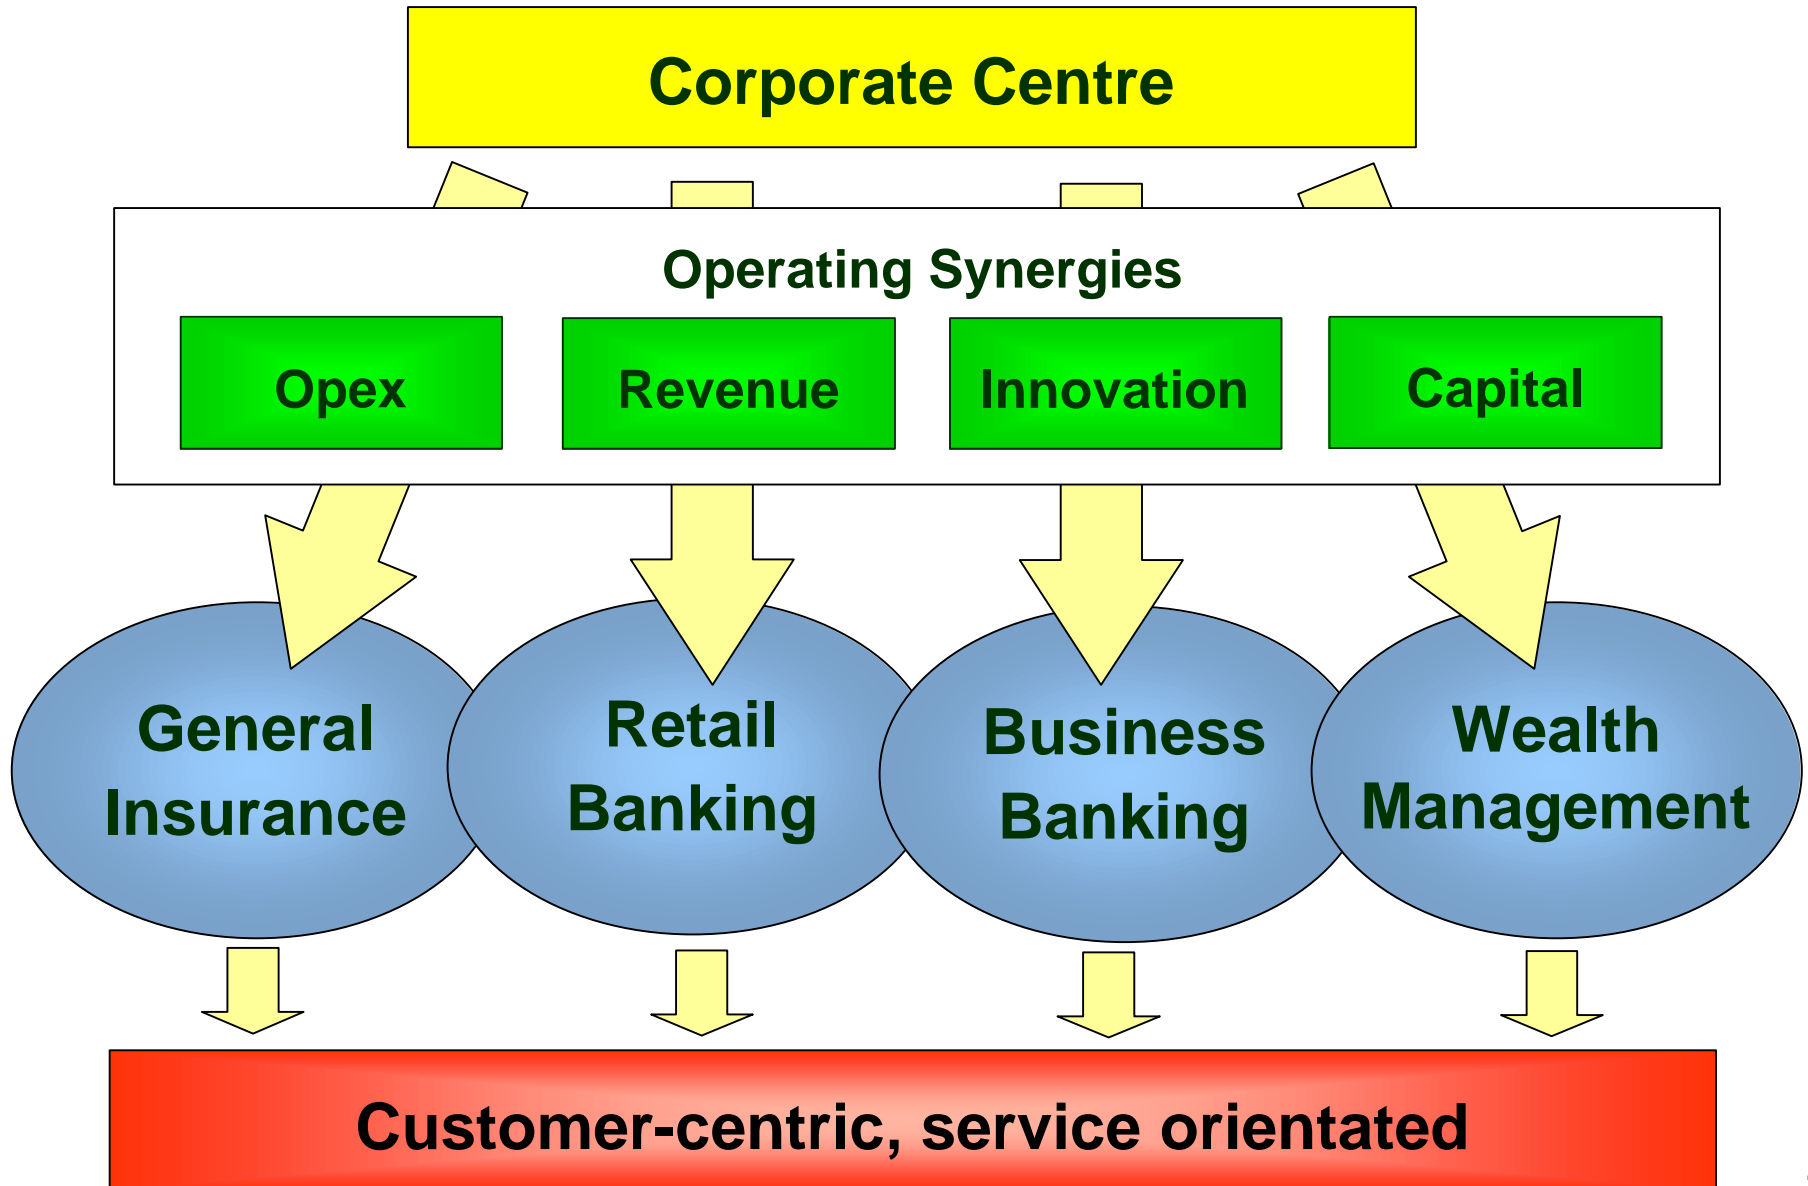 Corporate Centre
Operating Synergies
Opex
Revenue
Innovation
Capital
General
Insurance
Retail
Banking
Business
Banking
Wealth
Management
Customer-centric, service orientated